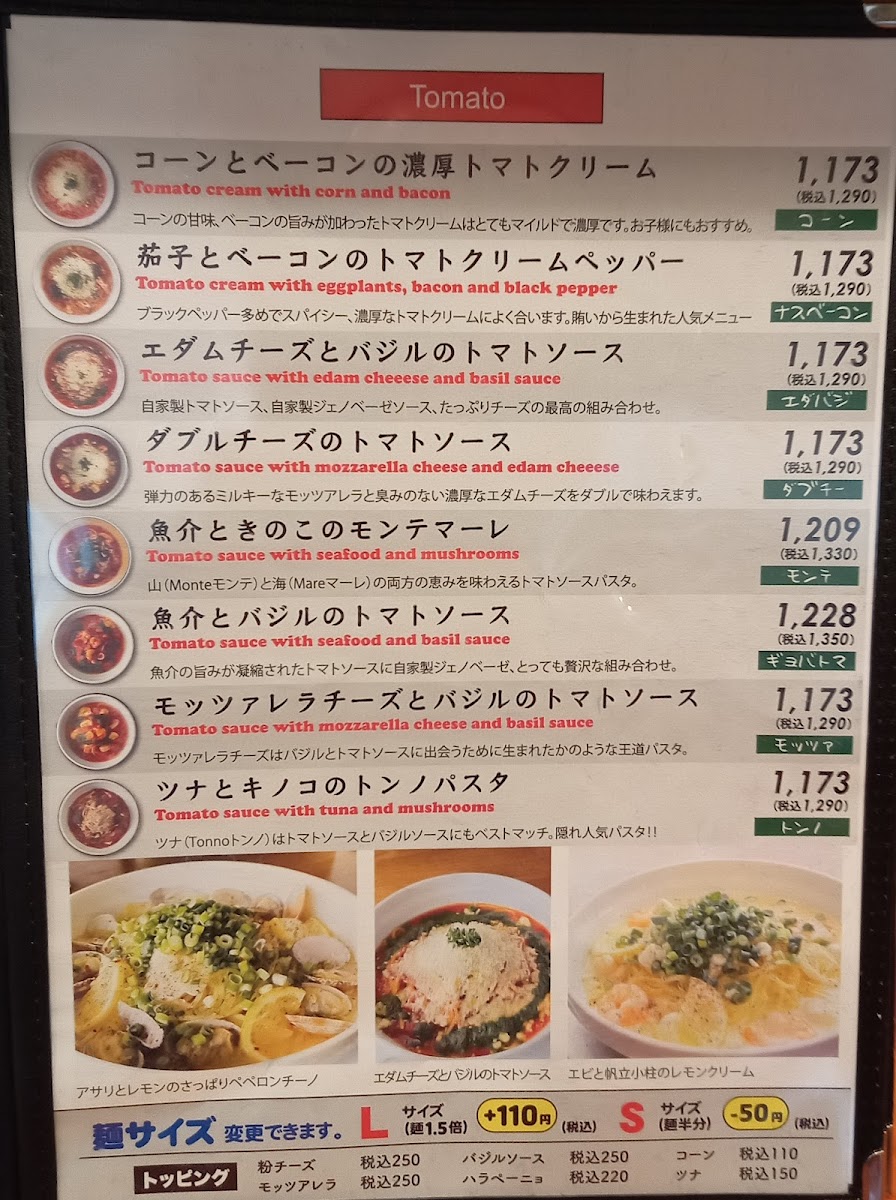 Tomato
コーンとベーコンの濃厚トマトクリーム 1,173
Tomato cream with corn and bacon (税込1,290)
コーンの甘味、ベーコンの旨みが加わったトマトクリームはとてもマイルドで濃厚です。お子様にもおすすめ。 コーン
茄子とベーコンのトマトクリームペッパー 1,173
Tomato cream with eggplants, bacon and black pepper (税込1,290)
ブラックペッパー多めでスパイシー、濃厚なトマトクリームによく合います。賄いから生まれた人気メニュー ナスベーコン
エダムチーズとバジルのトマトソース 1,173
Tomato sauce with edam cheeese and basil sauce (税込1,290)
自家製トマトソース、自家製ジェノベーゼソース、たっぷりチーズの最高の組み合わせ。 エダバジ
ダブルチーズのトマトソース 1,173
Tomato sauce with mozzarella cheese and edam cheeese (税込1,290)
弾力のあるミルキーなモッツアレラと臭みのない濃厚なエダムチーズをダブルで味わえます。 ダブチー
魚介ときのこのモンテマーレ 1,209
Tomato sauce with seafood and mushrooms (税込1,330)
山(Monteモンテ)と海(Mareマーレ)の両方の恵みを味わえるトマトソースパスタ。 モンテ
魚介とバジルのトマトソース 1,228
Tomato sauce with seafood and basil sauce (税込1,350)
魚介の旨みが凝縮されたトマトソースに自家製ジェノベーゼ、とっても贅沢な組み合わせ。 ギョバトマ
モッツァレラチーズとバジルのトマトソース 1,173
Tomato sauce with mozzarella cheese and basil sauce (税込1,290)
モッツァレラチーズはバジルとトマトソースに出会うために生まれたかのような王道パスタ。 モッツァ
ツナとキノコのトンノパスタ 1,173
Tomato sauce with tuna and mushrooms (税込1,290)
ツナ(Tonnoトンノ)はトマトソースとバジルソースにもベストマッチ。隠れ人気パスタ!! トンノ
アサリとレモンのさっぱりペペロンチーノ エダムチーズとバジルのトマトソース エビと帆立小柱のレモンクリーム
麺サイズ 変更できます。 L サイズ (麺1.5倍) +110円 (税込) S サイズ (麺半分) -50円 (税込)
トッピング 粉チーズ 税込250 バジルソース 税込250 コーン 税込110
モッツアレラ 税込250 ハラペーニョ 税込220 ツナ 税込150